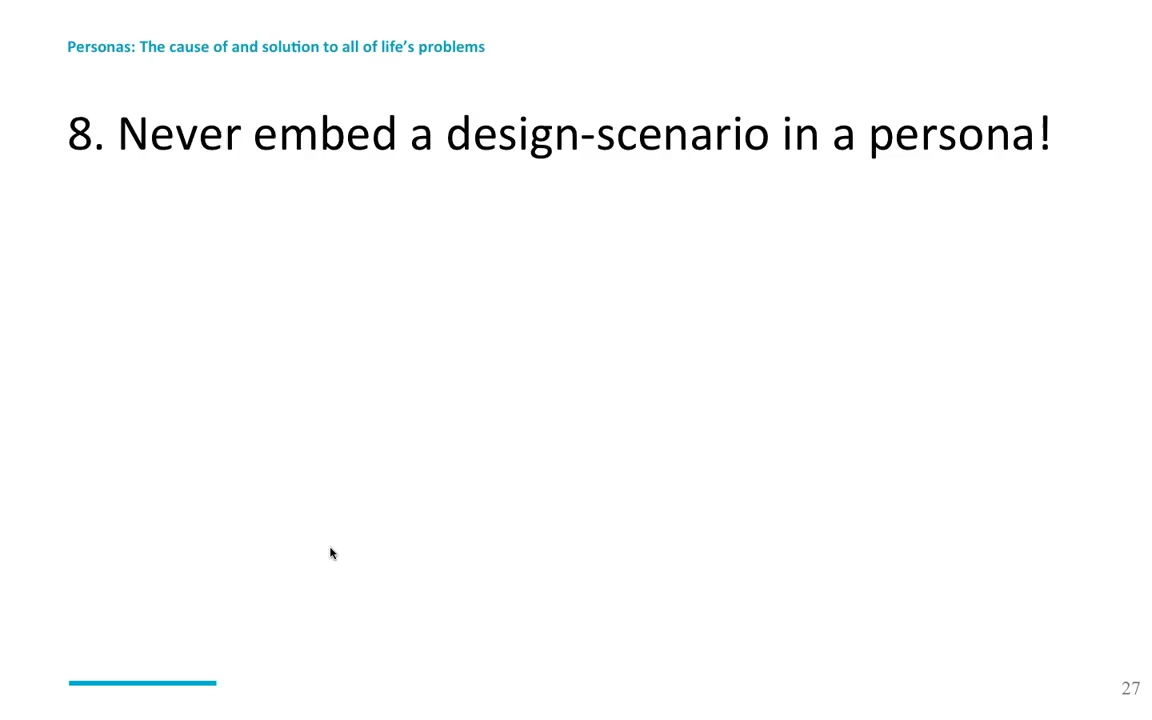 Personas: The cause of and solution to all of life’s problems
8. Never embed a design-scenario in a persona!
27